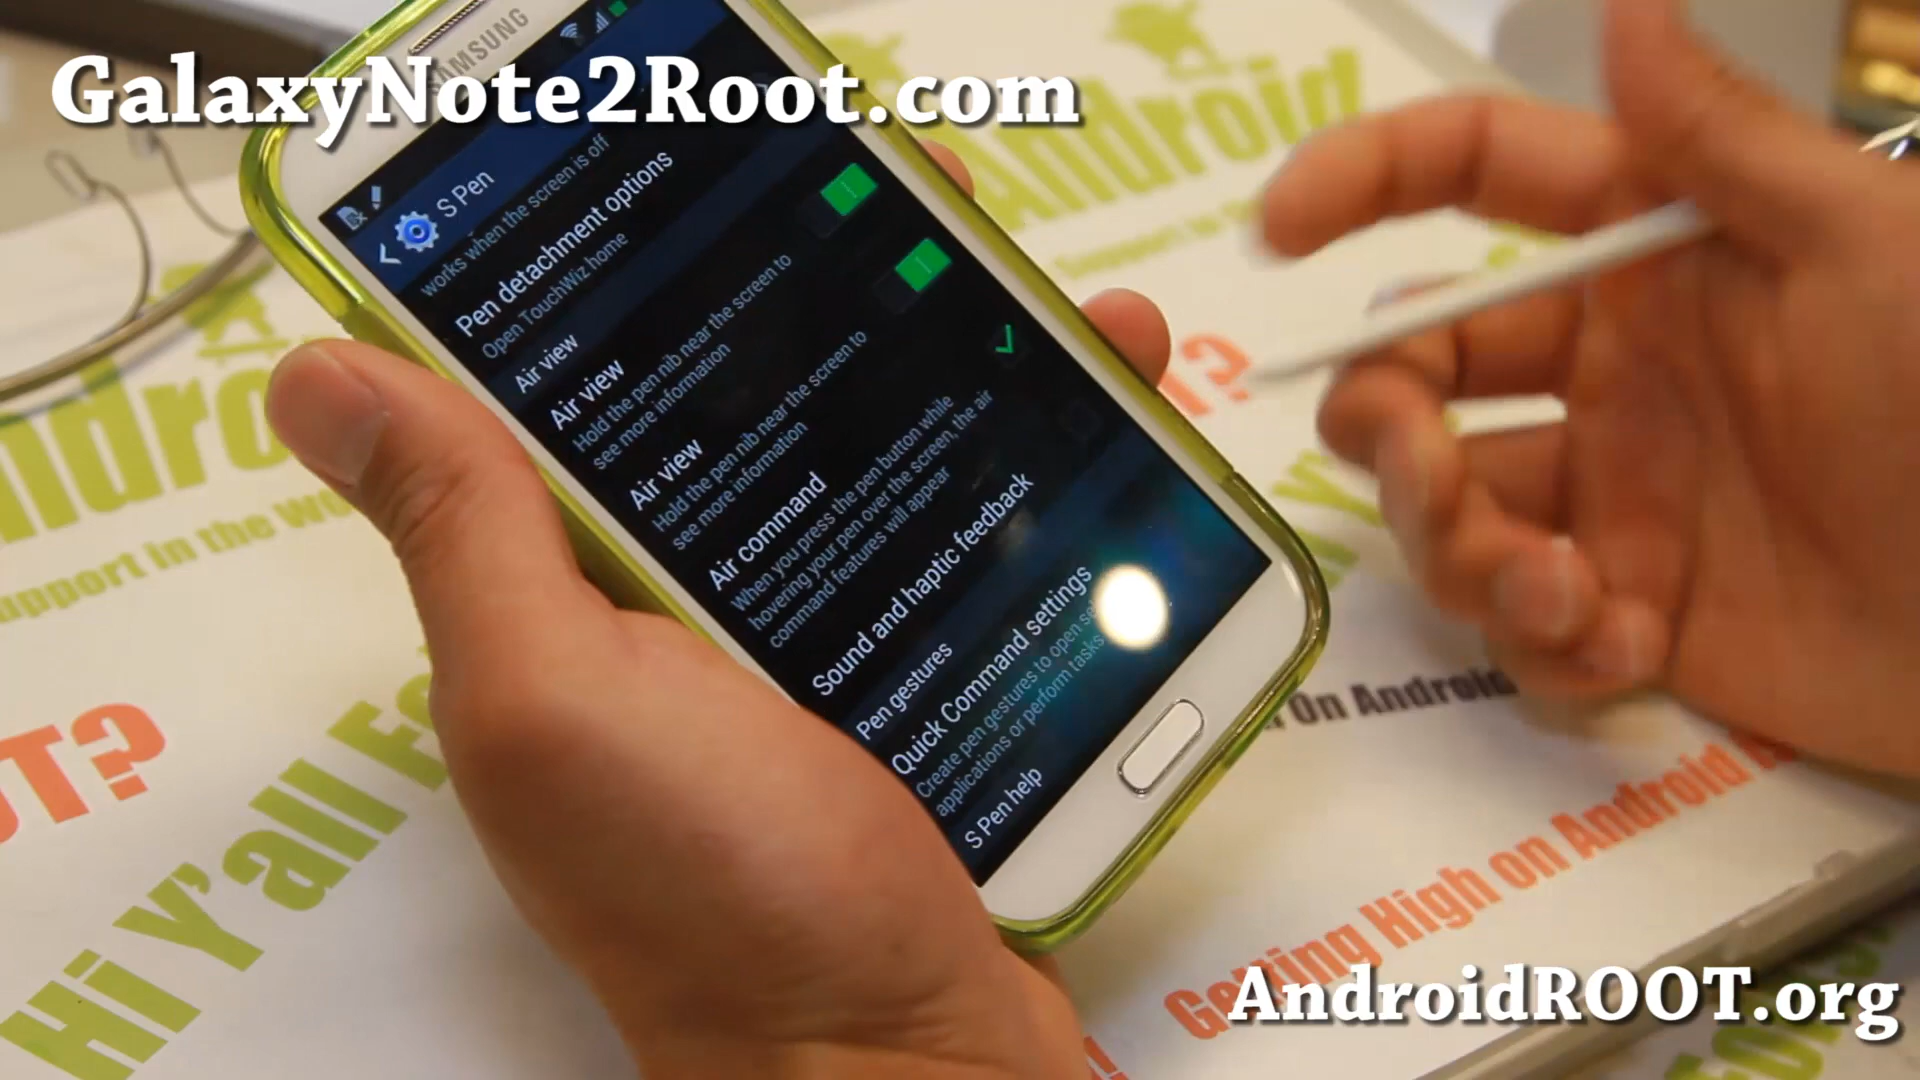 GalaxyNote2Root.com
SAMSUNG
S Pen
works when the screen is off
Pen detachment options
Open TouchWiz home
Air view
Air view
Hold the pen nib near the screen to
see more information
Air view
Hold the pen nib near the screen to
see more information
Air command
When you press the pen button while
hovering your pen over the screen, the air
command features will appear
Sound and haptic feedback
Pen gestures
Quick Command settings
Create pen gestures to open
applications or perform tasks
S Pen help
Android
Support in the
T?
Hi Y'all
On Android
Getting High on Android
AndroidROOT.org